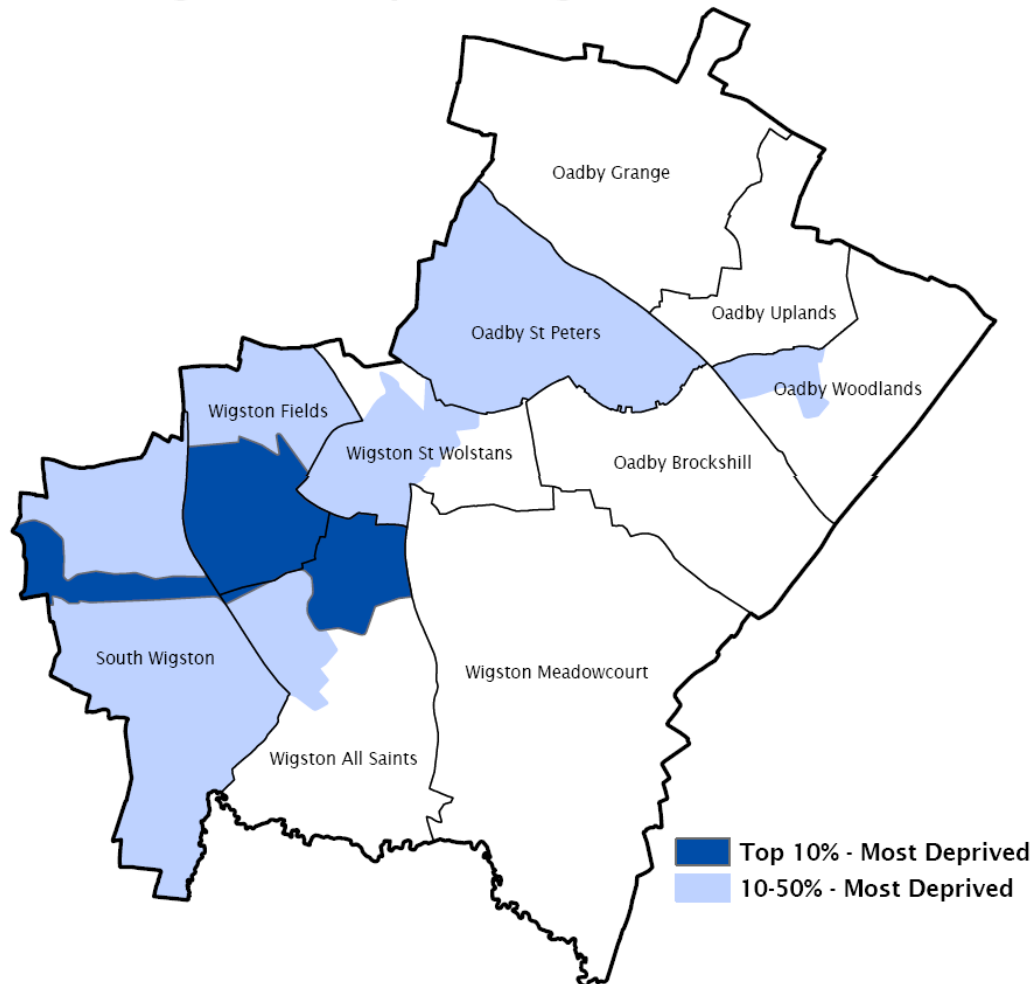 Oadby Grange
Oadby Uplands
Oadby St Peters
Oadby Woodlands
Wigston Fields
Wigston St Wolstans
Oadby Brockshill
South Wigston
Wigston Meadowcourt
Wigston All Saints
Top 10% - Most Deprived
10-50% - Most Deprived